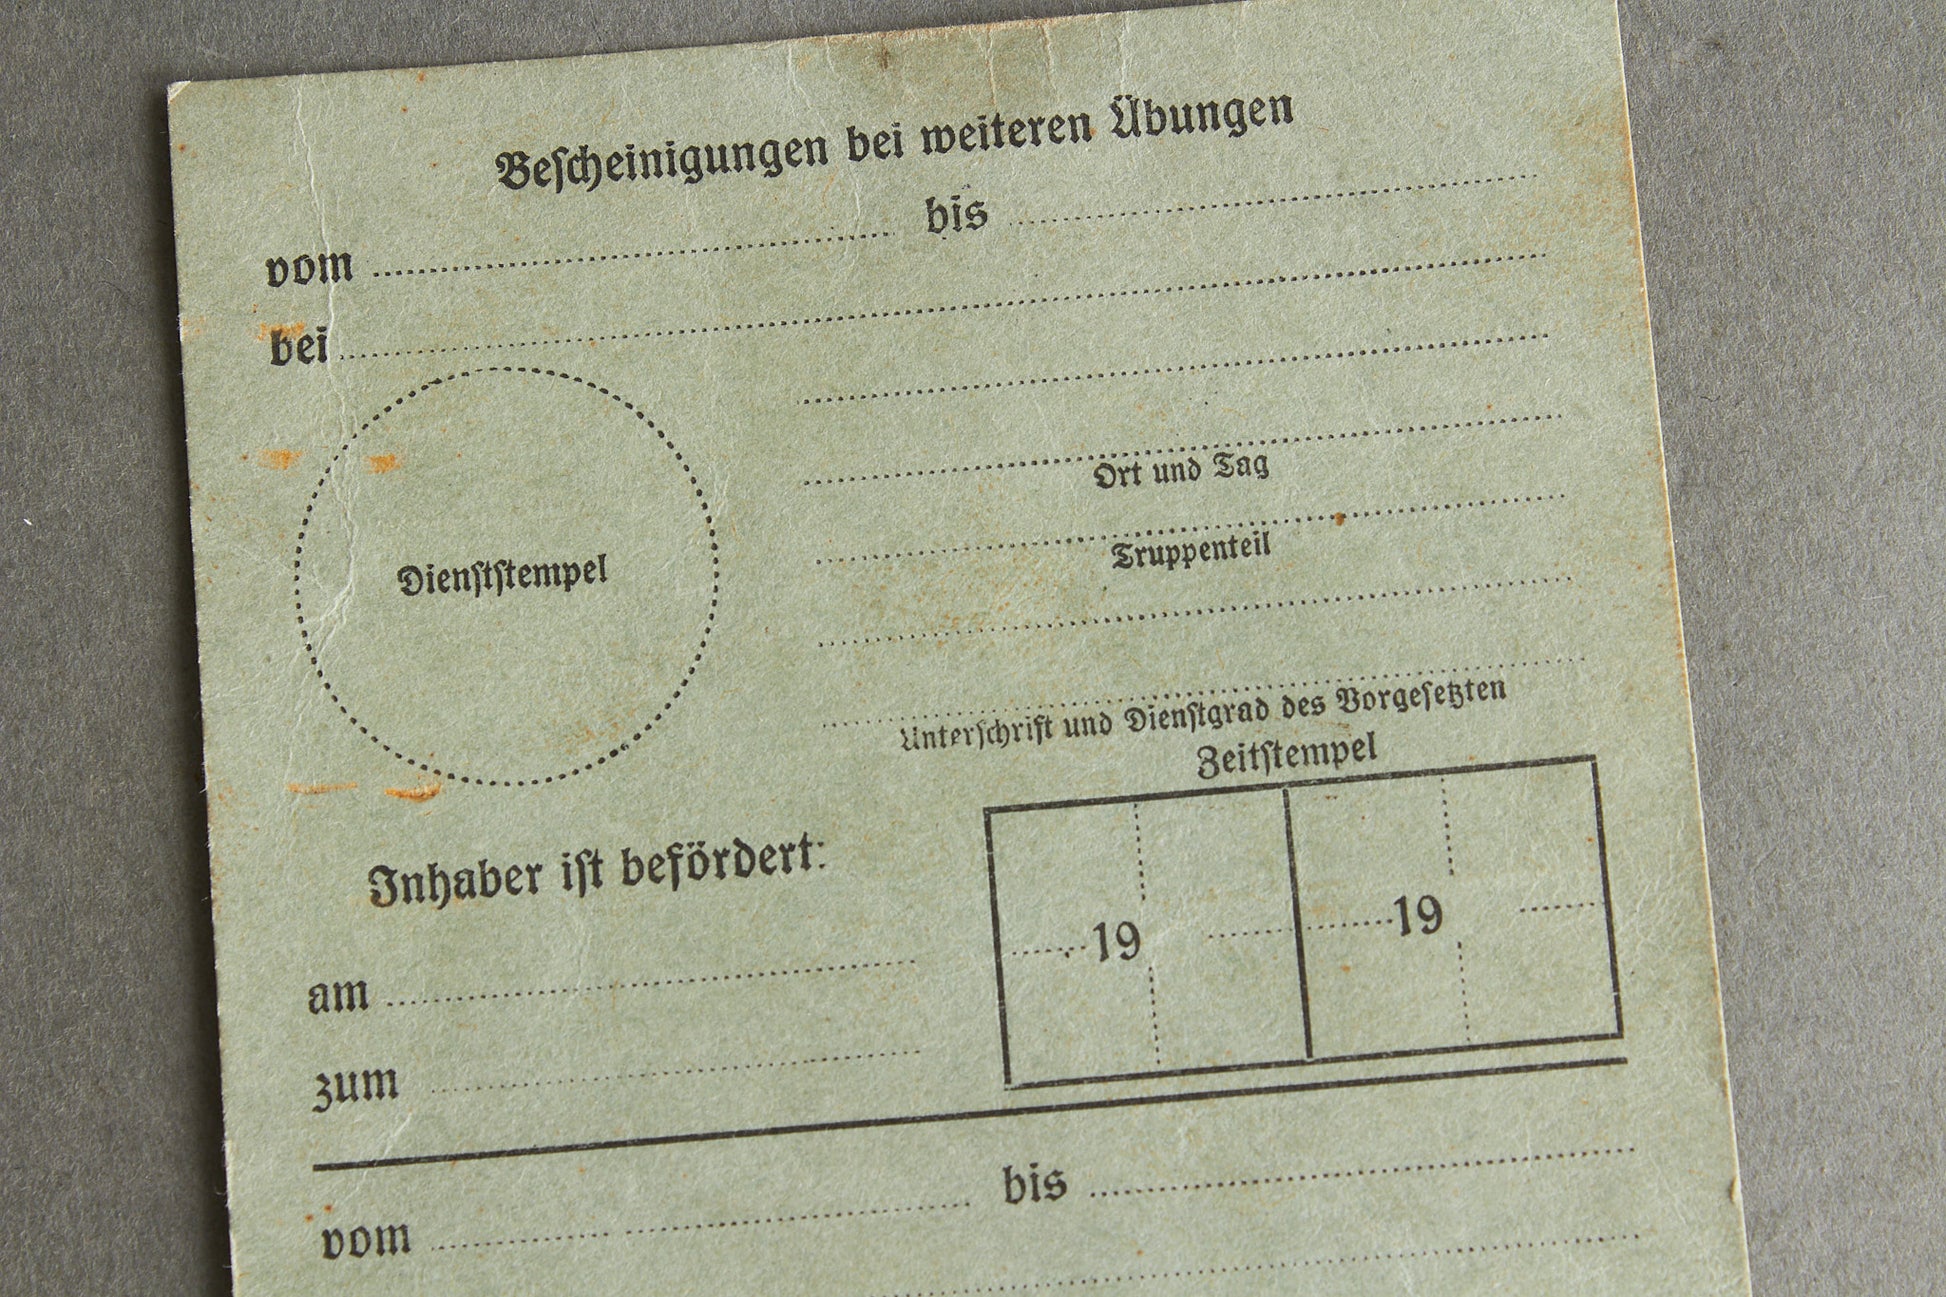 Bescheinigungen bei weiteren Übungen
vom bis
bei
Ort und Tag
Truppenteil
Dienststempel
Unterschrift und Dienstgrad des Vorgesetzten
Zeitstempel
Inhaber ist befördert:
19 19
am
zum
vom bis